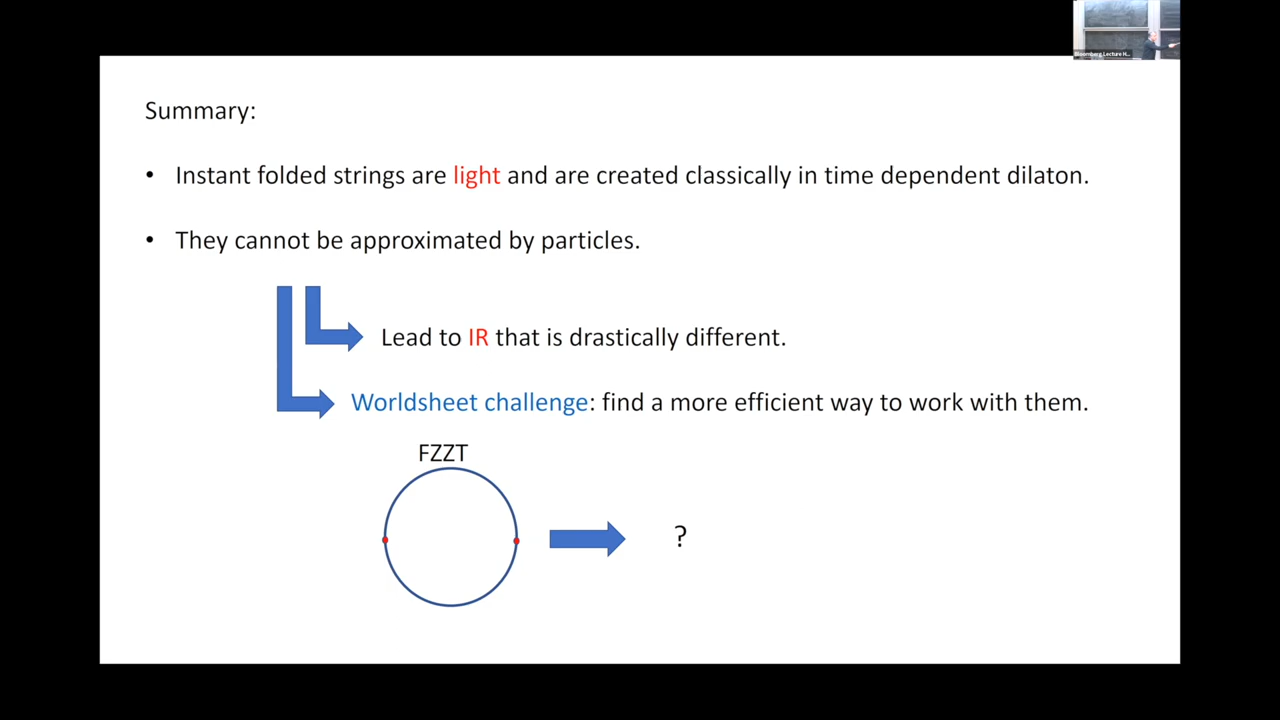 Bloomberg Lecture H...
Summary:
• Instant folded strings are light and are created classically in time dependent dilaton.
• They cannot be approximated by particles.
Lead to IR that is drastically different.
Worldsheet challenge: find a more efficient way to work with them.
FZZT
?